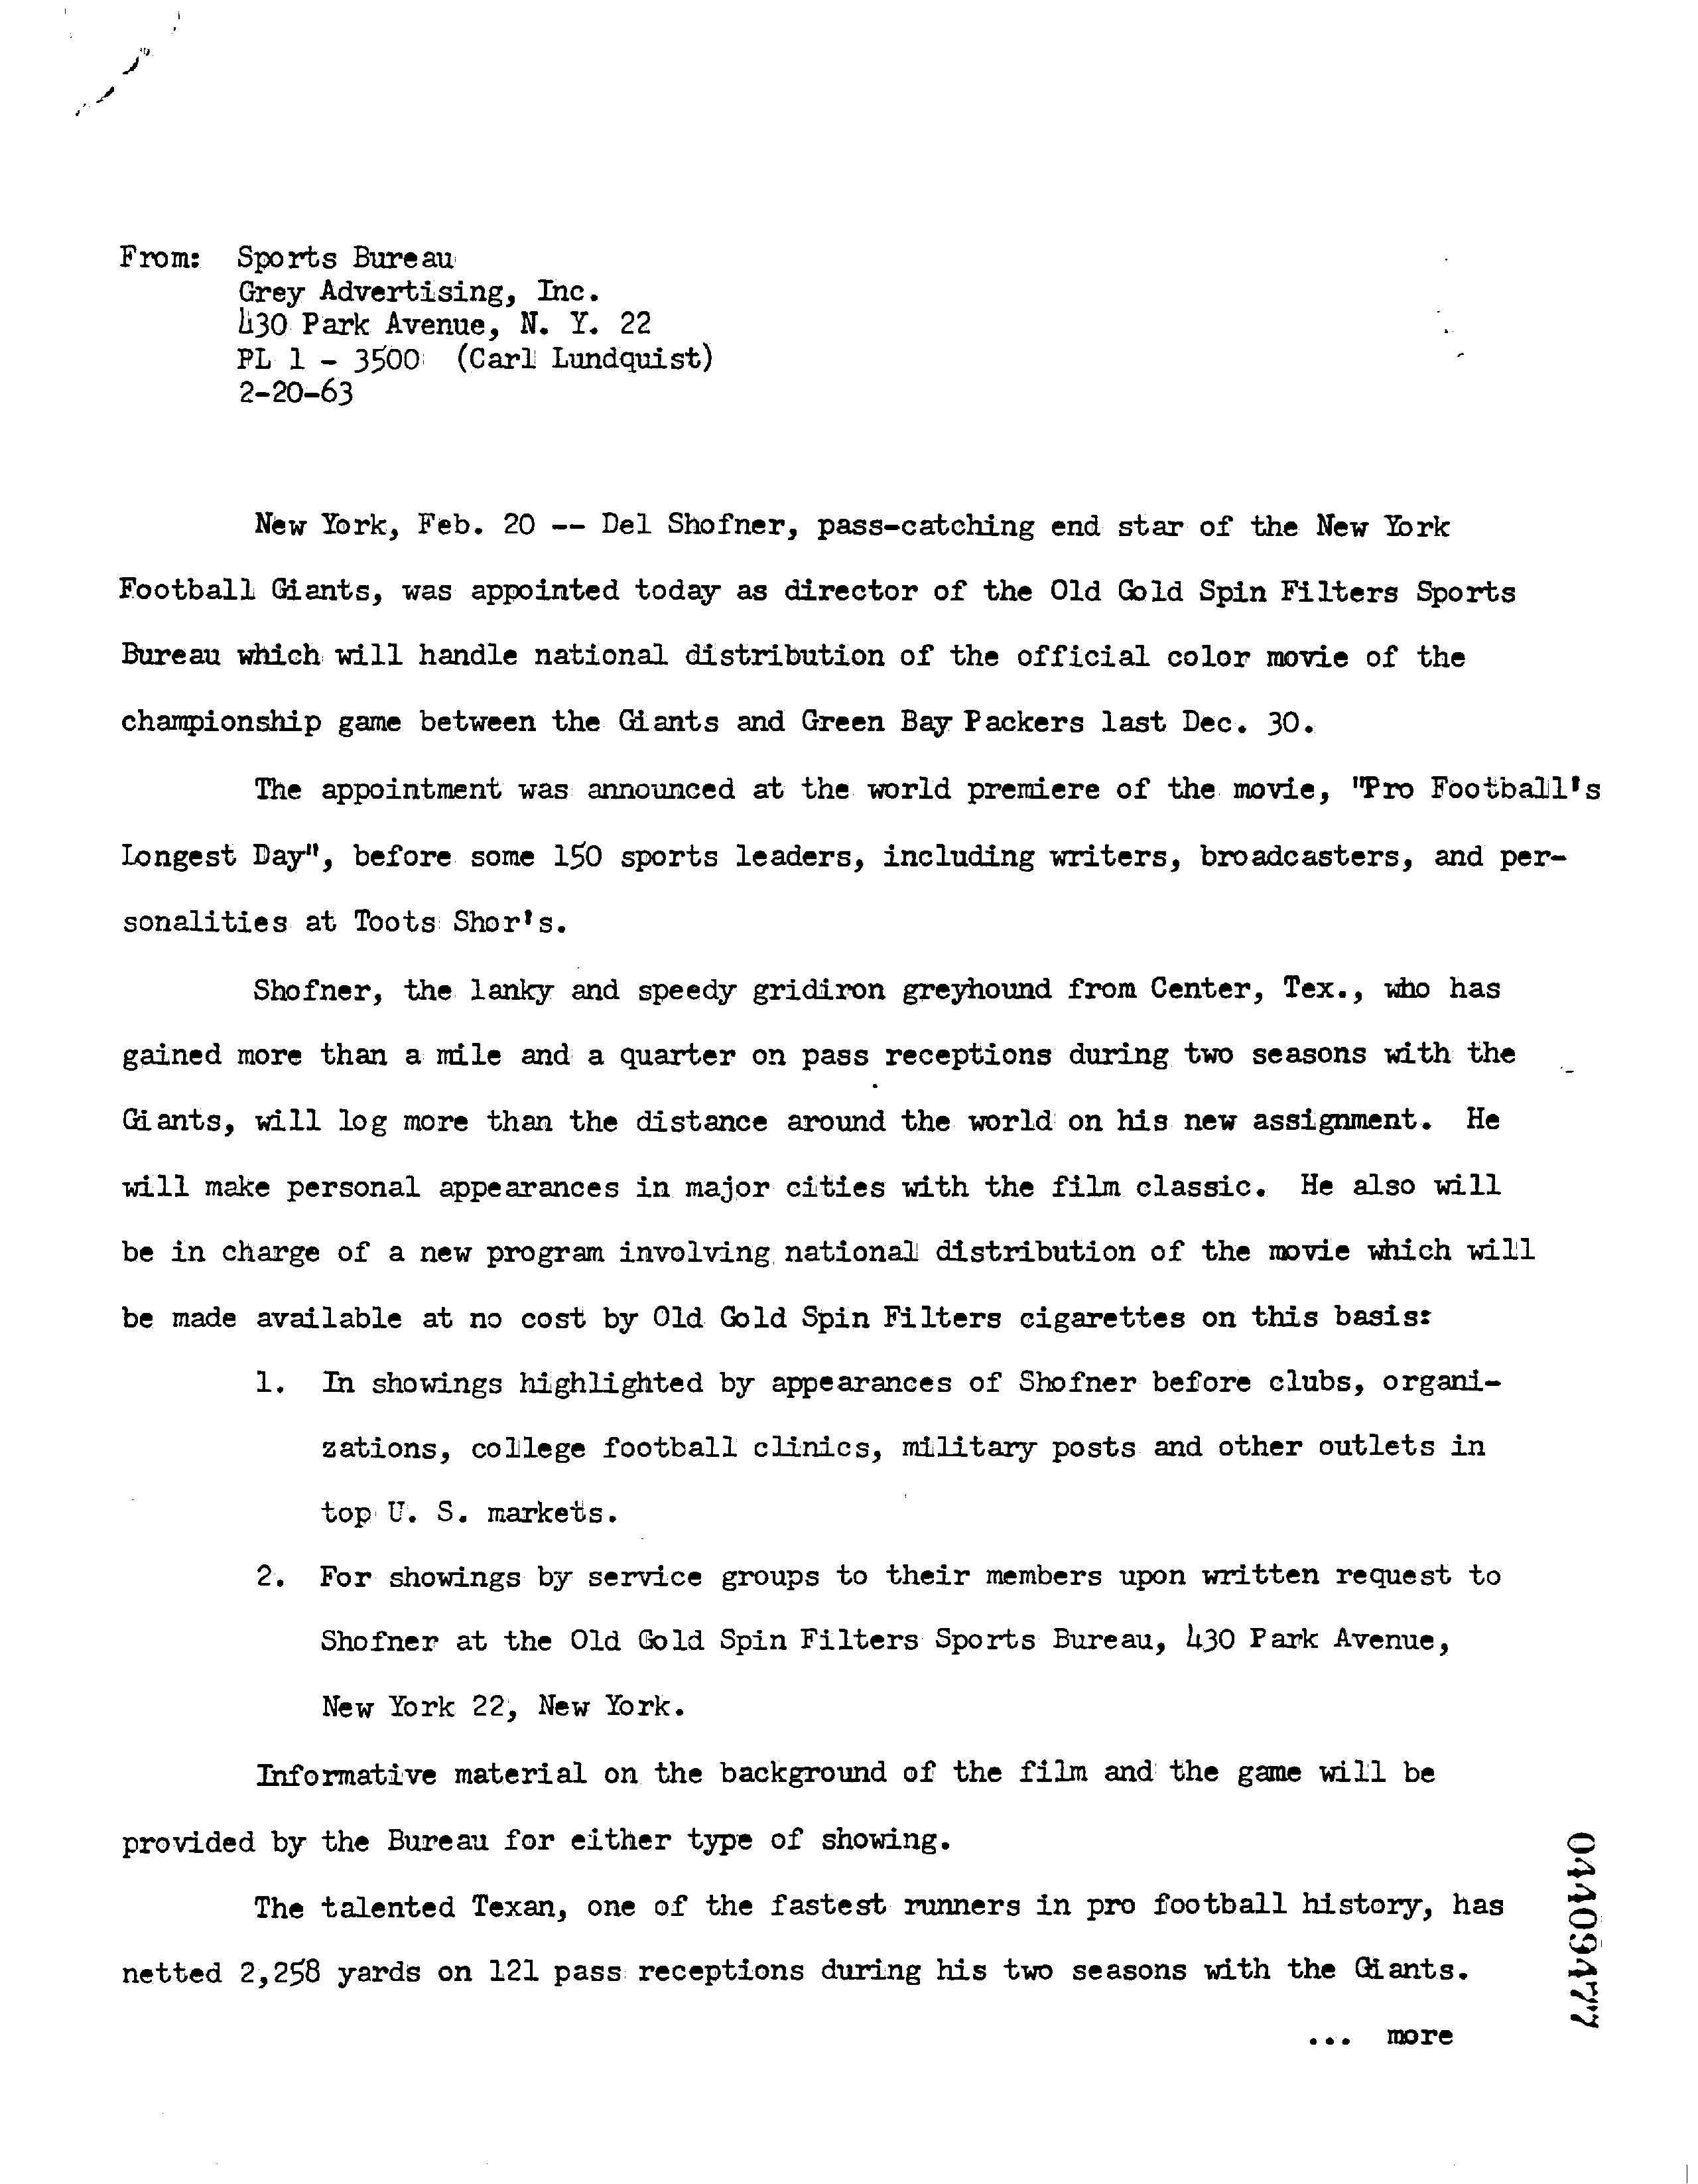 From: Sports Bureau
Grey Advertising, Inc.
430 Park Avenue, N. Y. 22
PL 1 - 3500 (Carl Lundquist)
2-20-63
New York, Feb. 20 -- Del Shofner, pass-catching end star of the New York
Football Giants, was appointed today as director of the Old Gold Spin Filters Sports
Bureau which will handle national distribution of the official color movie of the
championship game between the Giants and Green Bay Packers last Dec. 30.
The appointment was announced at the world premiere of the movie, "Pro Football's
Longest Day", before some 150 sports leaders, including writers, broadcasters, and per-
sonalities at Toots Shor's.
Shofner, the lanky and speedy gridiron greyhound from Center, Tex., who has
gained more than a mile and a quarter on pass receptions during two seasons with the
Giants, will log more than the distance around the world on his new assignment. He
will make personal appearances in major cities with the film classic. He also will
be in charge of a new program involving national distribution of the movie which will
be made available at no cost by Old Gold Spin Filters cigarettes on this basis:
1. In showings highlighted by appearances of Shofner before clubs, organi-
zations, college football clinics, military posts and other outlets in
top U. S. markets.
2. For showings by service groups to their members upon written request to
Shofner at the Old Gold Spin Filters Sports Bureau, 430 Park Avenue,
New York 22, New York.
Informative material on the background of the film and the game will be
provided by the Bureau for either type of showing.
The talented Texan, one of the fastest runners in pro football history, has
netted 2,258 yards on 121 pass receptions during his two seasons with the Giants.
... more